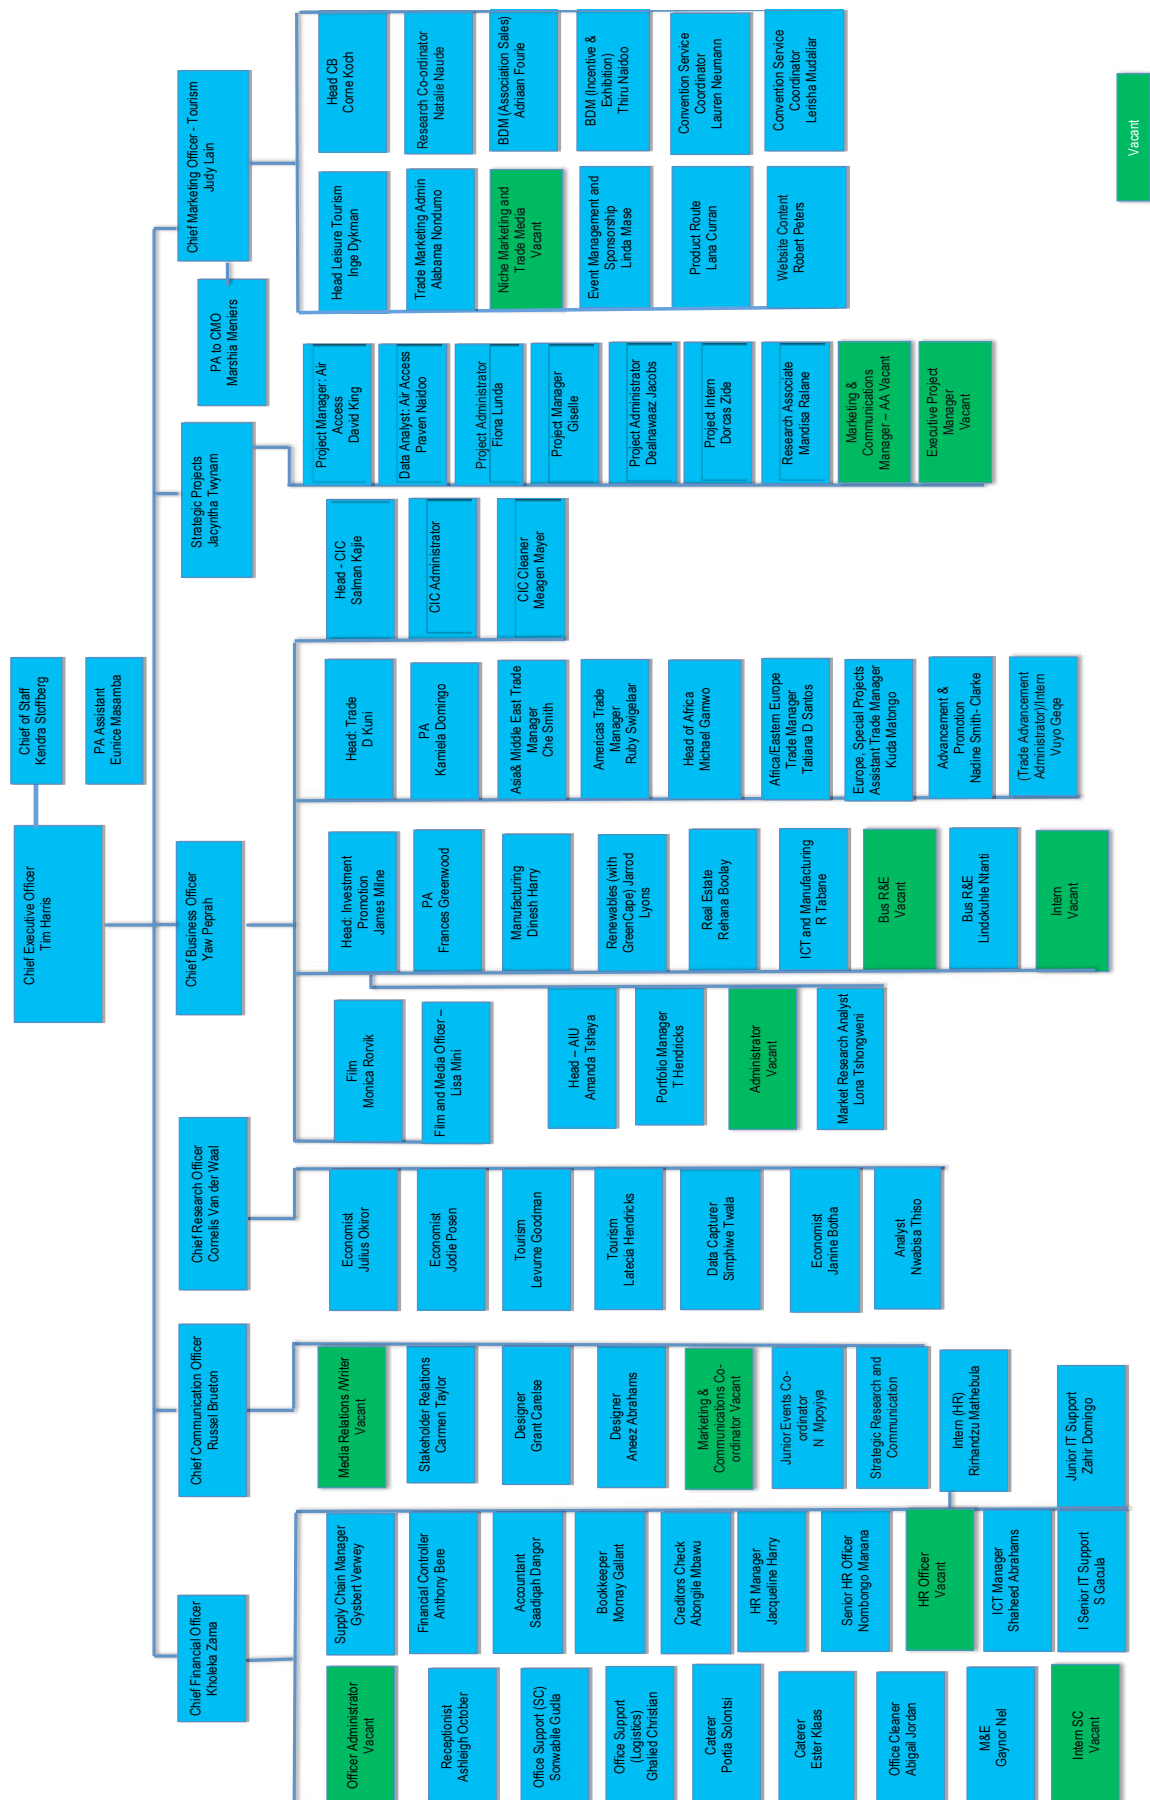 Chief of Staff
Kendra Stoffberg
PA Assistant
Eunice Masamba
Chief Executive Officer
Tim Harris
Chief Financial Officer
Kholeka Zama
Chief Communication Officer
Russel Brueton
Chief Research Officer
Cornelis Van der Waal
Chief Business Officer
Yaw Peprah
Strategic Projects
Jacyntha Twynam
PA to CMO
Marshia Meniers
Chief Marketing Officer - Tourism
Judy Lain
Officer Administrator
Vacant
Receptionist
Ashleigh October
Office Support (SC)
Sonwabile Gudla
Office Support
(Logistics)
Ghalied Christian
Caterer
Portia Solontsi
Caterer
Ester Klaas
Office Cleaner
Abigail Jordan
M&E
Gaynor Nel
Intern SC
Vacant
Supply Chain Manager
Gysbert Verwey
Financial Controller
Anthony Bere
Accountant
Saadiqah Dangor
Bookkeeper
Mornay Gallant
Creditors Check
Abongile Mbawu
HR Manager
Jacqueline Harry
Senior HR Officer
Nombongo Manana
HR Officer
Vacant
ICT Manager
Shaheed Abrahams
I Senior IT Support
S Gacula
Intern (HR)
Rirhandzu Mathebula
Junior IT Support
Zahir Domingo
Media Relations /Writer
Vacant
Stakeholder Relations
Carmen Taylor
Designer
Grant Carelse
Designer
Aneez Abrahams
Marketing &
Communications Co-
ordinator Vacant
Junior Events Co-
ordinator
N Mpoyiya
Strategic Research and
Communication
Economist
Julius Okiror
Economist
Jodie Posen
Tourism
Levurne Goodman
Tourism
Latecia Hendricks
Data Capturer
Simphiwe Twala
Economist
Janine Botha
Analyst
Nwabisa Thiso
Film
Monica Rorvik
Film and Media Officer –
Lisa Mini
Head – AIU
Amanda Tshaya
Portfolio Manager
T Hendricks
Administrator
Vacant
Market Research Analyst
Lona Tshongweni
Head: Investment
Promotion
James Milne
PA
Frances Greenwood
Manufacturing
Dinesh Harry
Renewables (with
GreenCape) Jarrod
Lyons
Real Estate
Rehana Boolay
ICT and Manufacturing
R Tabane
Bus R&E
Vacant
Bus R&E
Lindokuhle Ntanti
Intern
Vacant
Head: Trade
D Kuni
PA
Kamiela Domingo
Asia& Middle East Trade
Manager
Che Smith
Americas Trade
Manager
Ruby Swigelaar
Head of Africa
Michael Gamwo
Africa/Eastern Europe
Trade Manager
Tatiana D Santos
Europe, Special Projects
Assistant Trade Manager
Kuda Matongo
Advancement &
Promotion
Nadine Smith- Clarke
(Trade Advancement
Administrator)/Intern
Vuyo Geqe
Head - CIC
Salman Kajie
CIC Administrator
CIC Cleaner
Meagen Mayer
Project Manager: Air
Access
David King
Data Analyst: Air Access
Praven Naidoo
Project Administrator
Fiona Lunda
Project Manager
Giselle
Project Administrator
Dealnawaaz Jacobs
Project Intern
Dorcas Zide
Research Associate
Mandisa Ralane
Marketing &
Communications
Manager – AA Vacant
Executive Project
Manager
Vacant
Head Leisure Tourism
Inge Dykman
Trade Marketing Admin
Alabama Nondumo
Niche Marketing and
Trade Media
Vacant
Event Management and
Sponsorship
Linda Mase
Product Route
Lana Curran
Website Content
Robert Peters
Head CB
Corne Koch
Research Co-ordinator
Natalie Naude
BDM (Association Sales)
Adriaan Fourie
BDM (Incentive &
Exhibition)
Thiru Naidoo
Convention Service
Coordinator
Lauren Neumann
Convention Service
Coordinator
Lerisha Mudaliar
Vacant